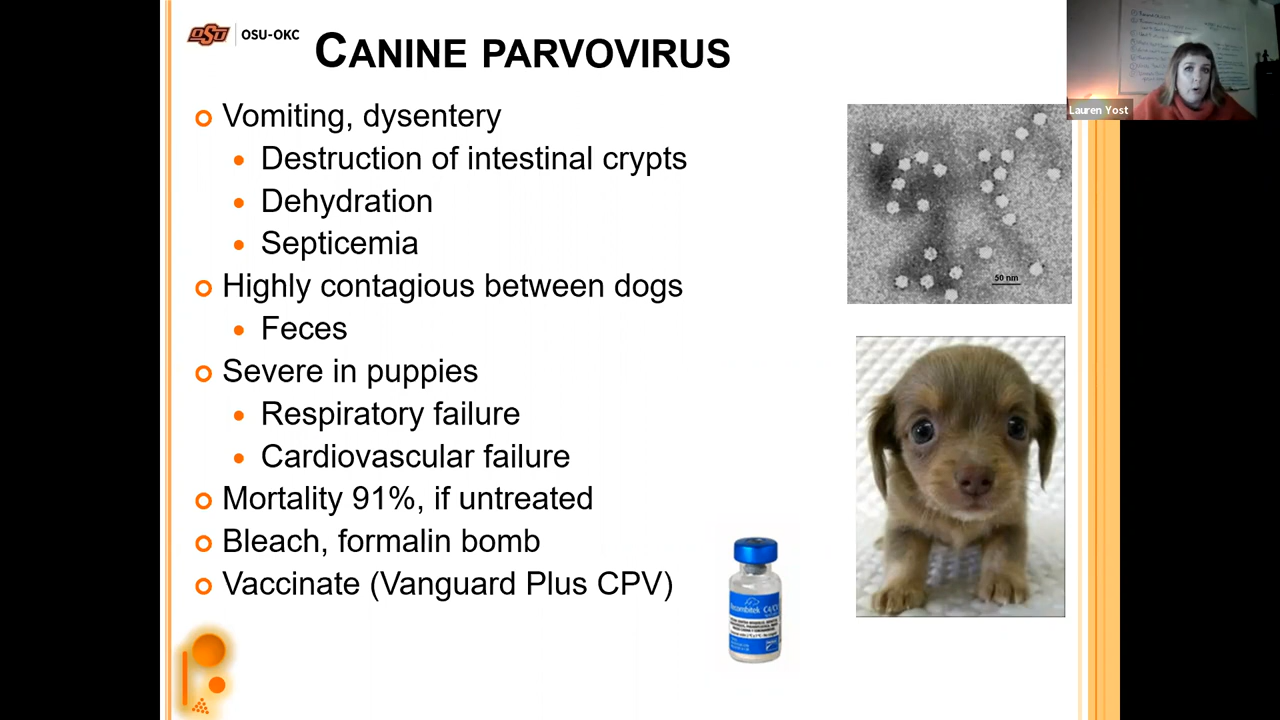 OSU OSU-OKC
CANINE PARVOVIRUS
Vomiting, dysentery
Destruction of intestinal crypts
Dehydration
Septicemia
Highly contagious between dogs
Feces
Severe in puppies
Respiratory failure
Cardiovascular failure
Mortality 91%, if untreated
Bleach, formalin bomb
Vaccinate (Vanguard Plus CPV)
Lauren Yost
50 nm
Recombitek